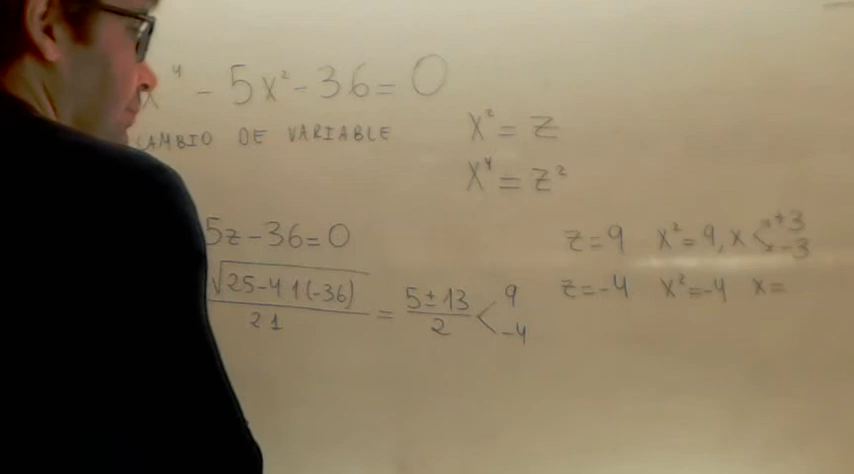 x⁴ - 5x² - 36 = 0
CAMBIO DE VARIABLE
x² = z
x⁴ = z²
5z - 36 = 0
√25-4 1(-36)
2 1
= 5 ± 13
2
< 9
-4
z = 9 x² = 9, x < +3
-3
z = -4 x² = -4 x =